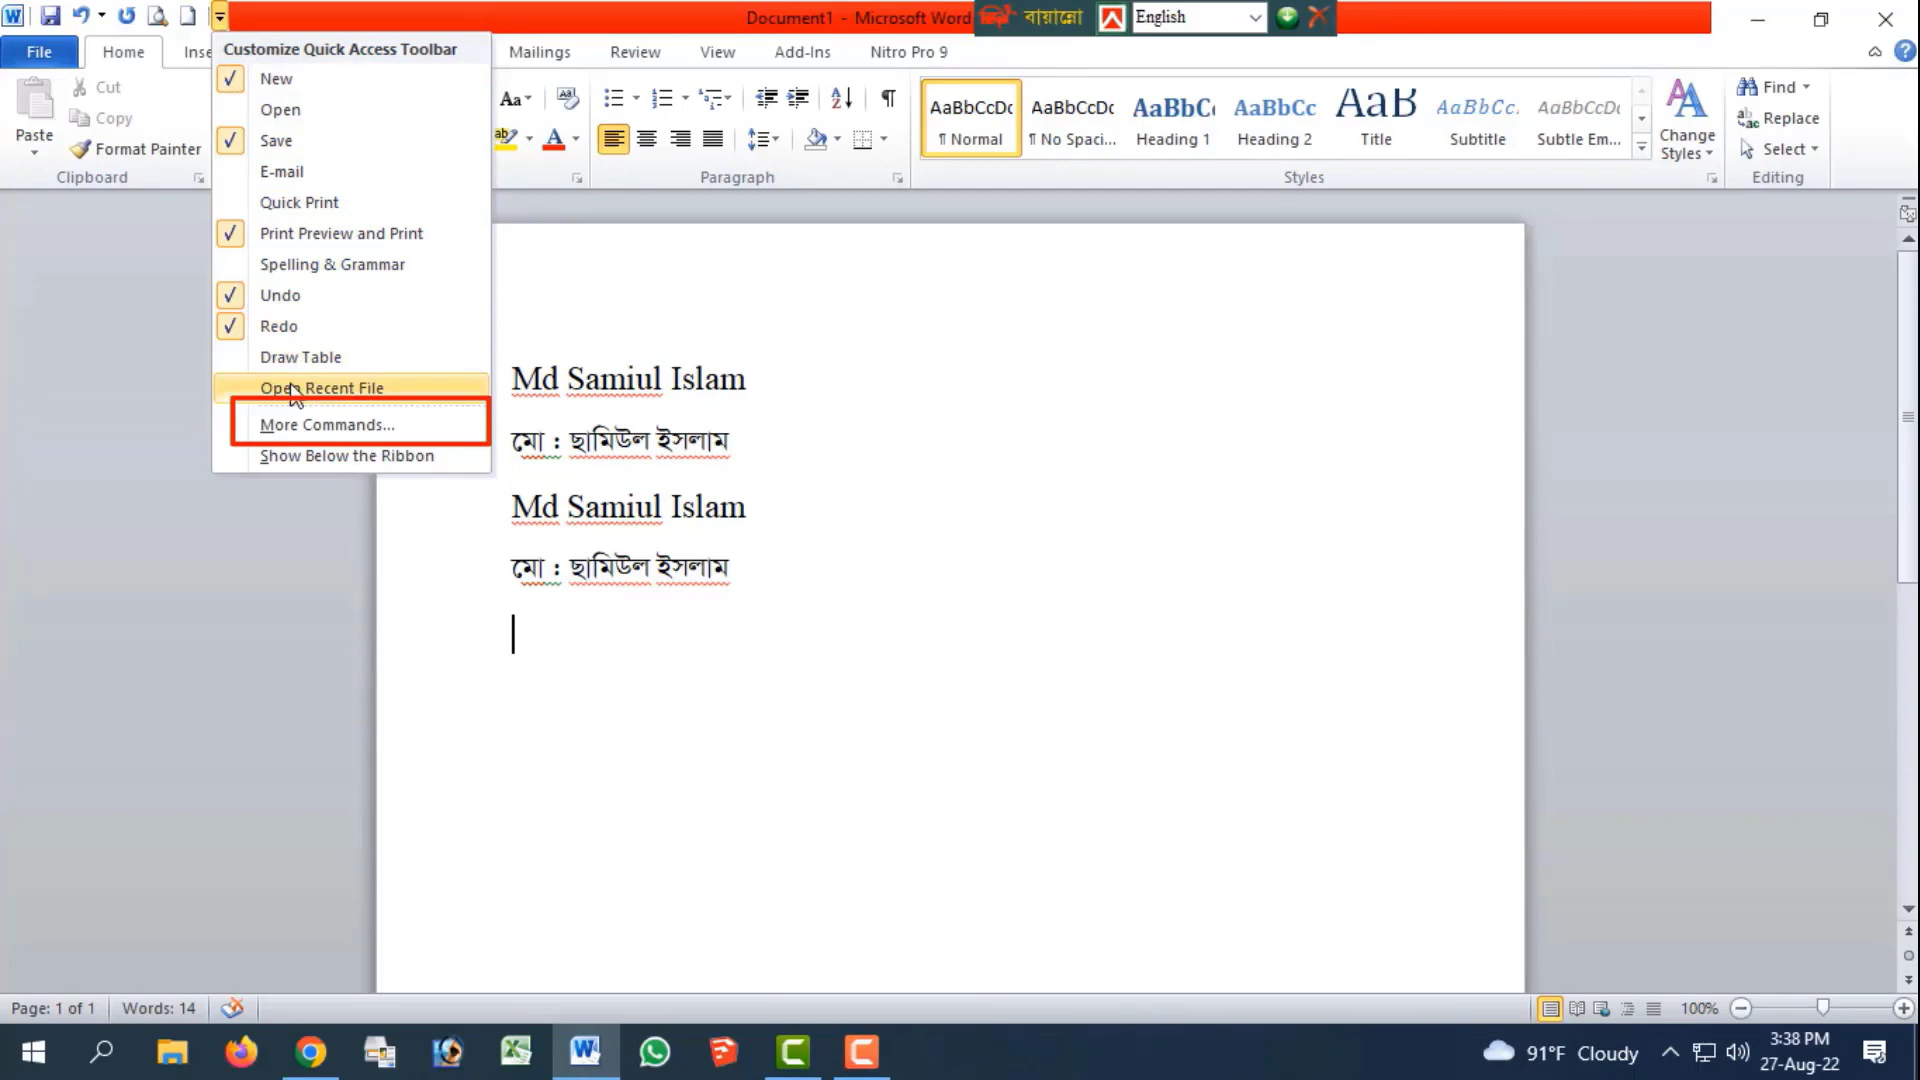 Document1 - Microsoft Word
বায়ান্নো
English
File
Home
Inse
Mailings
Review
View
Add-Ins
Nitro Pro 9
Customize Quick Access Toolbar
New
Open
Save
E-mail
Quick Print
Print Preview and Print
Spelling & Grammar
Undo
Redo
Draw Table
Open Recent File
More Commands...
Show Below the Ribbon
Paste
Cut
Copy
Format Painter
Clipboard
Aa
Paragraph
AaBbCcDc
¶ Normal
AaBbCcDc
¶ No Spaci...
AaBbC
Heading 1
AaBbCc
Heading 2
AaB
Title
AaBbCc.
Subtitle
AaBbCcDc
Subtle Em...
Styles
Change
Styles
Find
Replace
Select
Editing
Md Samiul Islam
মো : ছামিউল ইসলাম
Md Samiul Islam
মো : ছামিউল ইসলাম
Page: 1 of 1
Words: 14
100%
91°F Cloudy
3:38 PM
27-Aug-22